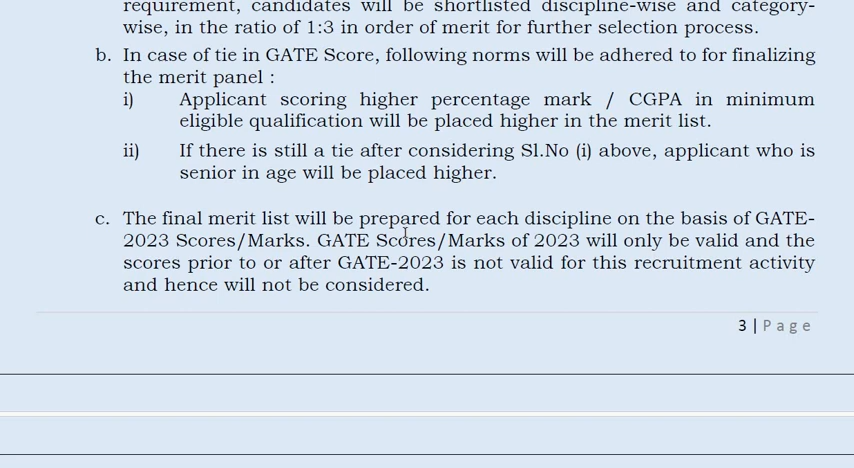 requirement, candidates will be shortlisted discipline-wise and category-
wise, in the ratio of 1:3 in order of merit for further selection process.
b. In case of tie in GATE Score, following norms will be adhered to for finalizing
the merit panel :
i) Applicant scoring higher percentage mark / CGPA in minimum
eligible qualification will be placed higher in the merit list.
ii) If there is still a tie after considering Sl.No (i) above, applicant who is
senior in age will be placed higher.
c. The final merit list will be prepared for each discipline on the basis of GATE-
2023 Scores/Marks. GATE Scores/Marks of 2023 will only be valid and the
scores prior to or after GATE-2023 is not valid for this recruitment activity
and hence will not be considered.
3 | P a g e